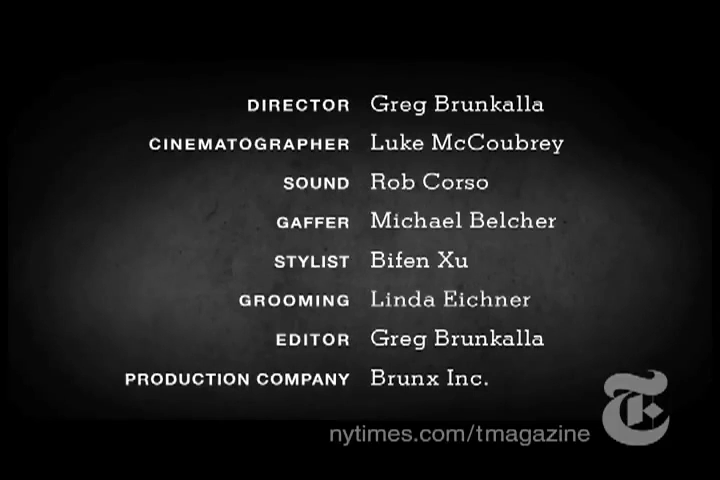 DIRECTOR Greg Brunkalla
CINEMATOGRAPHER Luke McCoubrey
SOUND Rob Corso
GAFFER Michael Belcher
STYLIST Bifen Xu
GROOMING Linda Eichner
EDITOR Greg Brunkalla
PRODUCTION COMPANY Brunx Inc.
nytimes.com/tmagazine T